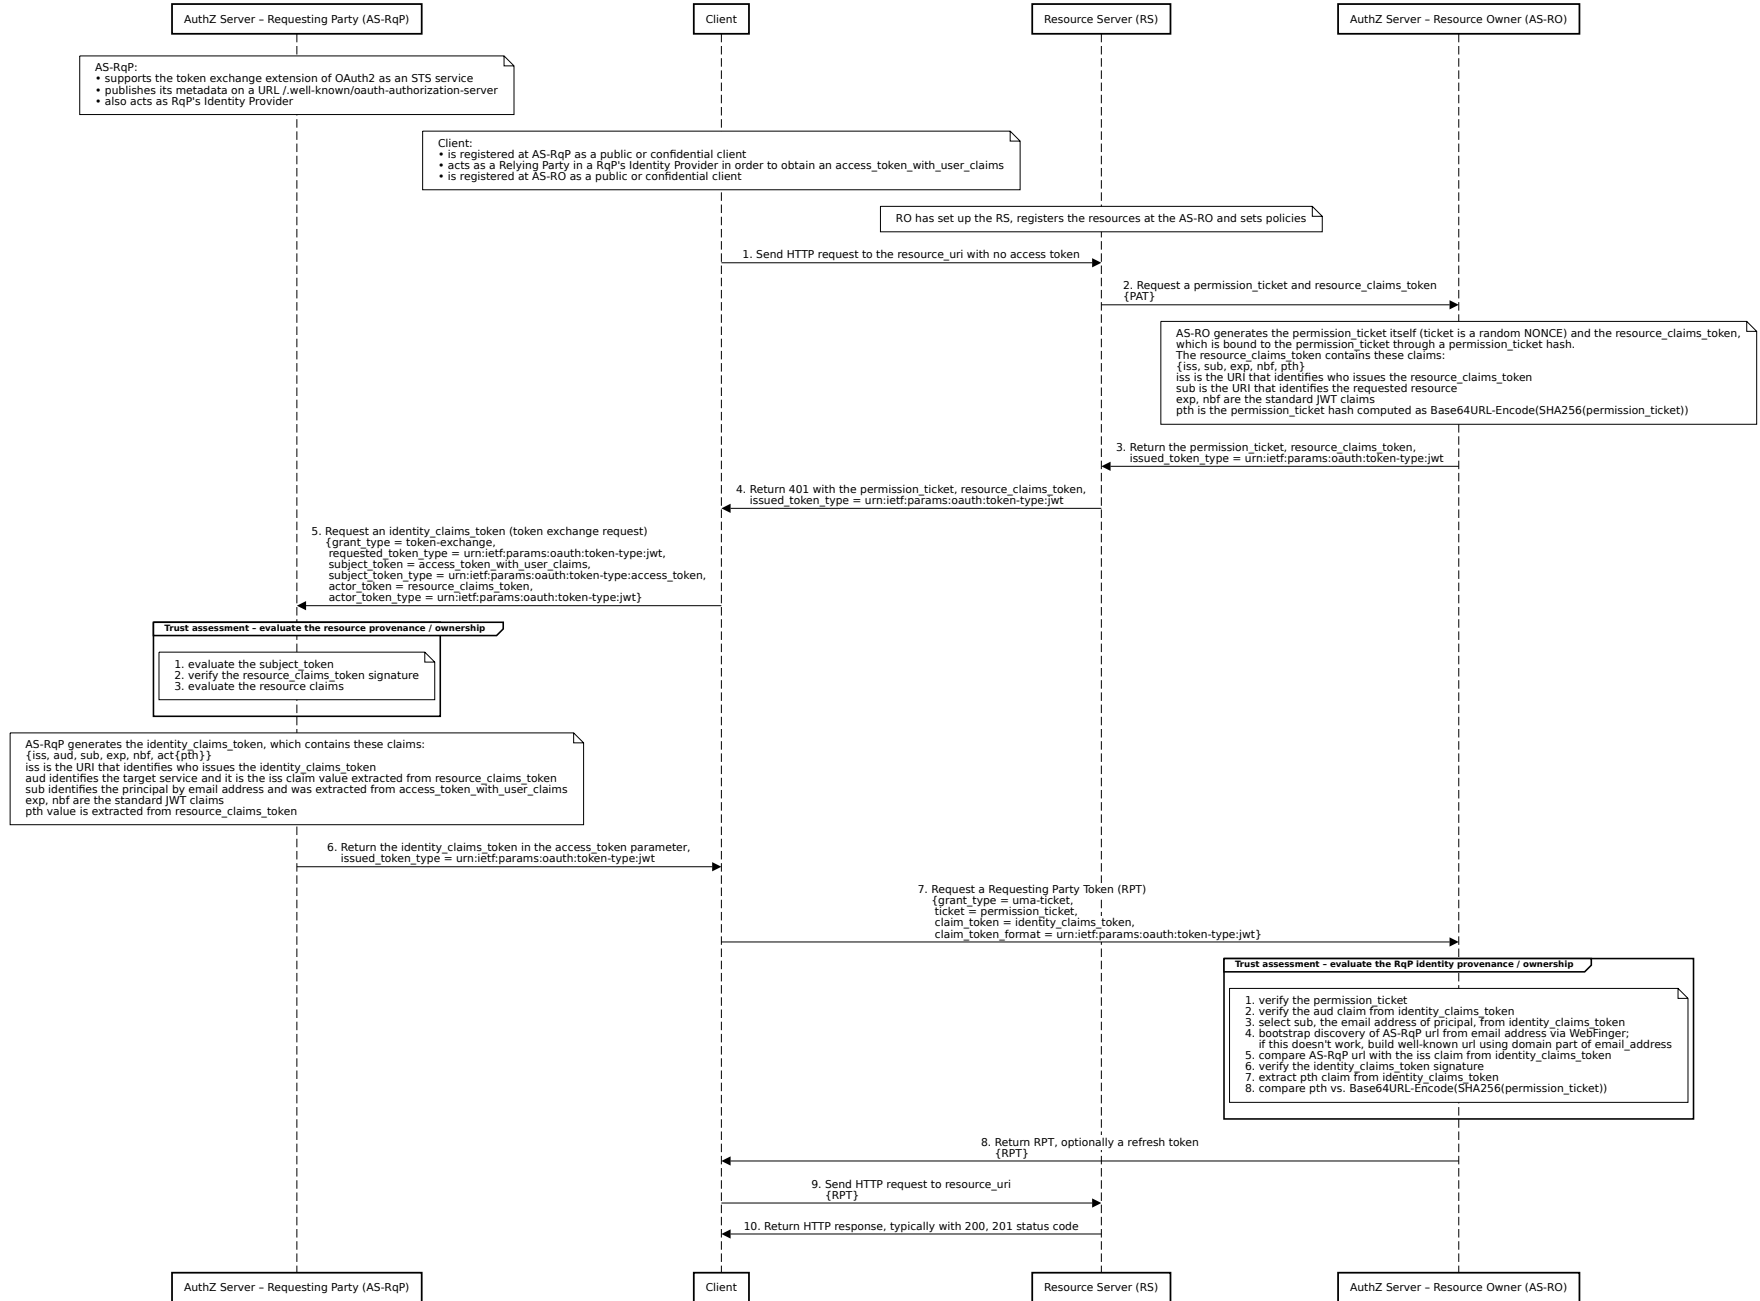 AuthZ Server – Requesting Party (AS-RqP)
Client
Resource Server (RS)
AuthZ Server – Resource Owner (AS-RO)
AS-RqP:
• supports the token exchange extension of OAuth2 as an STS service
• publishes its metadata on a URL /.well-known/oauth-authorization-server
• also acts as RqP's Identity Provider
Client:
• is registered at AS-RqP as a public or confidential client
• acts as a Relying Party in a RqP's Identity Provider in order to obtain an access_token_with_user_claims
• is registered at AS-RO as a public or confidential client
RO has set up the RS, registers the resources at the AS-RO and sets policies
1. Send HTTP request to the resource_uri with no access token
2. Request a permission_ticket and resource_claims_token
{PAT}
AS-RO generates the permission_ticket itself (ticket is a random NONCE) and the resource_claims_token,
which is bound to the permission_ticket through a permission_ticket hash.
The resource_claims_token contains these claims:
{iss, sub, exp, nbf, pth}
iss is the URI that identifies who issues the resource_claims_token
sub is the URI that identifies the requested resource
exp, nbf are the standard JWT claims
pth is the permission_ticket hash computed as Base64URL-Encode(SHA256(permission_ticket))
3. Return the permission_ticket, resource_claims_token,
issued_token_type = urn:ietf:params:oauth:token-type:jwt
4. Return 401 with the permission_ticket, resource_claims_token,
issued_token_type = urn:ietf:params:oauth:token-type:jwt
5. Request an identity_claims_token (token exchange request)
{grant_type = token-exchange,
requested_token_type = urn:ietf:params:oauth:token-type:jwt,
subject_token = access_token_with_user_claims,
subject_token_type = urn:ietf:params:oauth:token-type:access_token,
actor_token = resource_claims_token,
actor_token_type = urn:ietf:params:oauth:token-type:jwt}
Trust assessment – evaluate the resource provenance / ownership
1. evaluate the subject_token
2. verify the resource_claims_token signature
3. evaluate the resource claims
AS-RqP generates the identity_claims_token, which contains these claims:
{iss, aud, sub, exp, nbf, act{pth}}
iss is the URI that identifies who issues the identity_claims_token
aud identifies the target service and it is the iss claim value extracted from resource_claims_token
sub identifies the principal by email address and was extracted from access_token_with_user_claims
exp, nbf are the standard JWT claims
pth value is extracted from resource_claims_token
6. Return the identity_claims_token in the access_token parameter,
issued_token_type = urn:ietf:params:oauth:token-type:jwt
7. Request a Requesting Party Token (RPT)
{grant_type = uma-ticket,
ticket = permission_ticket,
claim_token = identity_claims_token,
claim_token_format = urn:ietf:params:oauth:token-type:jwt}
Trust assessment – evaluate the RqP identity provenance / ownership
1. verify the permission_ticket
2. verify the aud claim from identity_claims_token
3. select sub, the email address of pricipal, from identity_claims_token
4. bootstrap discovery of AS-RqP url from email address via WebFinger;
if this doesn't work, build well-known url using domain part of email_address
5. compare AS-RqP url with the iss claim from identity_claims_token
6. verify the identity_claims_token signature
7. extract pth claim from identity_claims_token
8. compare pth vs. Base64URL-Encode(SHA256(permission_ticket))
8. Return RPT, optionally a refresh token
{RPT}
9. Send HTTP request to resource_uri
{RPT}
10. Return HTTP response, typically with 200, 201 status code
AuthZ Server – Requesting Party (AS-RqP)
Client
Resource Server (RS)
AuthZ Server – Resource Owner (AS-RO)